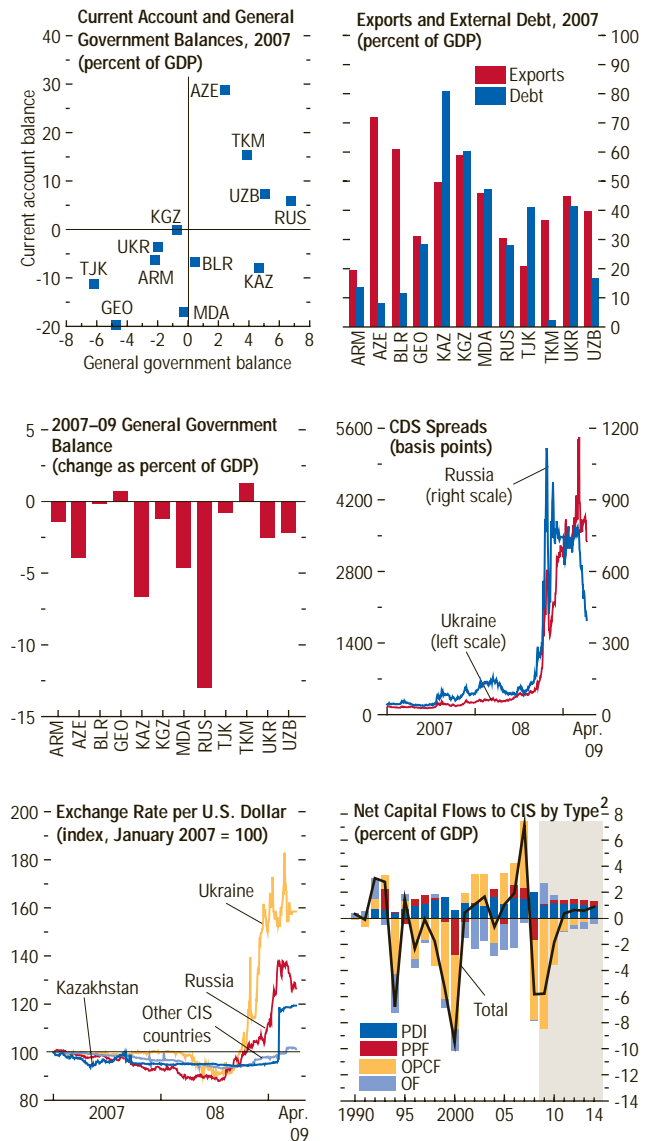 Current Account and General
Government Balances, 2007
(percent of GDP)
40
30
20
10
0
-10
-20
Current account balance
AZE
TKM
UZB
RUS
KGZ
UKR
ARM
BLR
KAZ
TJK
GEO
MDA
-8 -6 -4 -2 0 2 4 6 8
General government balance
Exports and External Debt, 2007
(percent of GDP)
Exports
Debt
100
90
80
70
60
50
40
30
20
10
0
ARM AZE BLR GEO KAZ KGZ MDA RUS TJK TKM UKR UZB
2007–09 General Government
Balance
(change as percent of GDP)
5
0
-5
-10
-15
ARM AZE BLR GEO KAZ KGZ MDA RUS TJK TKM UKR UZB
CDS Spreads
(basis points)
5600
4200
2800
1400
0
Russia
(right scale)
Ukraine
(left scale)
1200
900
600
300
0
2007 08 Apr.
09
Exchange Rate per U.S. Dollar
(index, January 2007 = 100)
200
180
160
140
120
100
80
Ukraine
Kazakhstan
Russia
Other CIS
countries
2007 08 Apr.
09
Net Capital Flows to CIS by Type2
(percent of GDP)
8
6
4
2
0
-2
-4
-6
-8
-10
-12
-14
Total
PDI
PPF
OPCF
OF
1990 95 2000 05 10 14